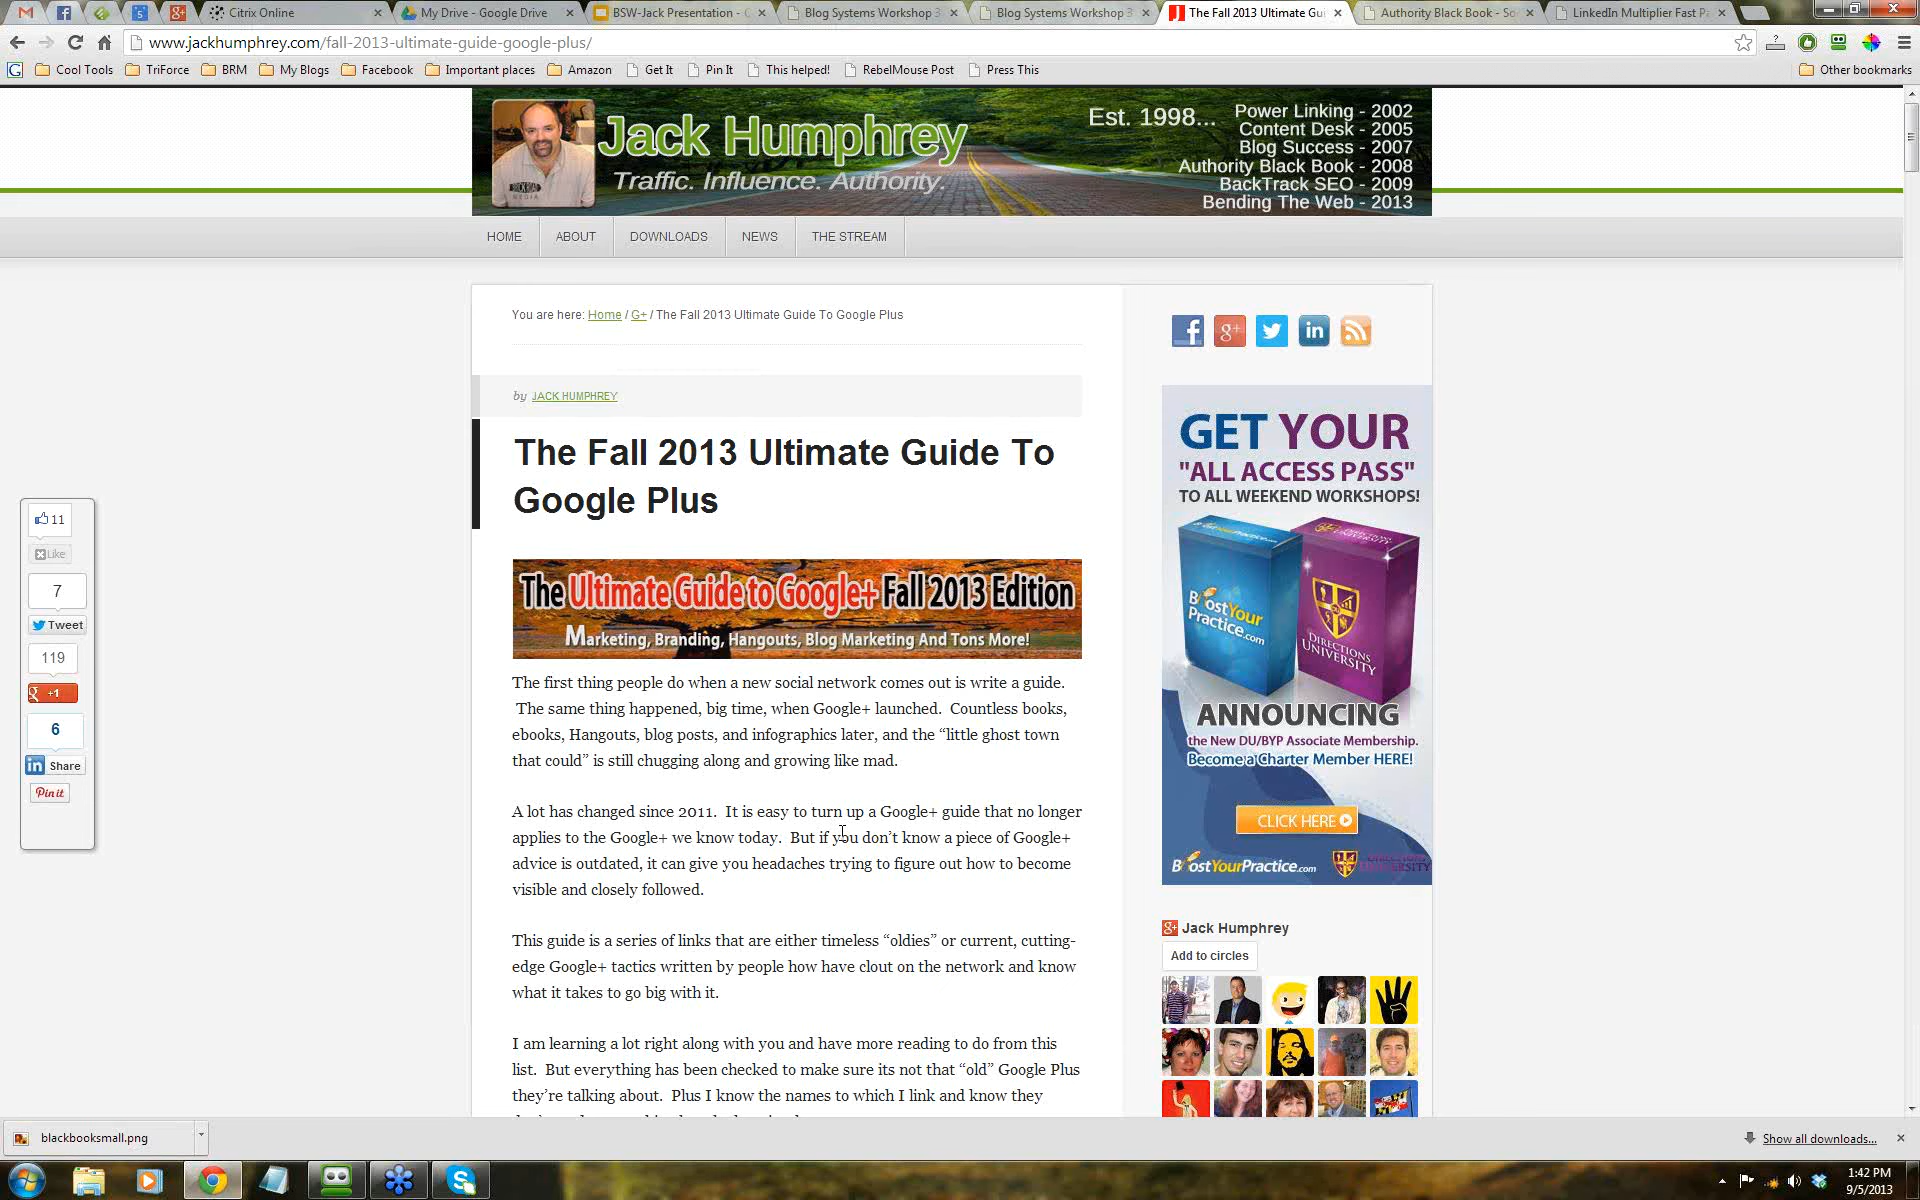 Citrix Online
My Drive - Google Drive
BSW-Jack Presentation -
Blog Systems Workshop 3
Blog Systems Workshop 3
The Fall 2013 Ultimate Gu
Authority Black Book - So
LinkedIn Multiplier Fast P
www.jackhumphrey.com/fall-2013-ultimate-guide-google-plus/
Cool Tools
TriForce
BRM
My Blogs
Facebook
Important places
Amazon
Get It
Pin It
This helped!
RebelMouse Post
Press This
Other bookmarks
Jack Humphrey
Traffic. Influence. Authority.
Est. 1998...
Power Linking - 2002
Content Desk - 2005
Blog Success - 2007
Authority Black Book - 2008
BackTrack SEO - 2009
Bending The Web - 2013
HOME
ABOUT
DOWNLOADS
NEWS
THE STREAM
You are here: Home / G+ / The Fall 2013 Ultimate Guide To Google Plus
by JACK HUMPHREY
The Fall 2013 Ultimate Guide To
Google Plus
The Ultimate Guide to Google+ Fall 2013 Edition
Marketing, Branding, Hangouts, Blog Marketing And Tons More!
The first thing people do when a new social network comes out is write a guide.
The same thing happened, big time, when Google+ launched. Countless books,
ebooks, Hangouts, blog posts, and infographics later, and the “little ghost town
that could” is still chugging along and growing like mad.
A lot has changed since 2011. It is easy to turn up a Google+ guide that no longer
applies to the Google+ we know today. But if you don’t know a piece of Google+
advice is outdated, it can give you headaches trying to figure out how to become
visible and closely followed.
This guide is a series of links that are either timeless “oldies” or current, cutting-
edge Google+ tactics written by people how have clout on the network and know
what it takes to go big with it.
I am learning a lot right along with you and have more reading to do from this
list. But everything has been checked to make sure its not that “old” Google Plus
they’re talking about. Plus I know the names to which I link and know they
11
Like
7
Tweet
119
+1
6
in Share
Pin it
GET YOUR
"ALL ACCESS PASS"
TO ALL WEEKEND WORKSHOPS!
BoostYour
Practice.com
DIRECTIONS
UNIVERSITY
ANNOUNCING
the New DU/BYP Associate Membership.
Become a Charter Member HERE!
CLICK HERE
BoostYourPractice.com
DIRECTIONS
UNIVERSITY
Jack Humphrey
Add to circles
blackbooksmall.png
Show all downloads...
1:42 PM
9/5/2013